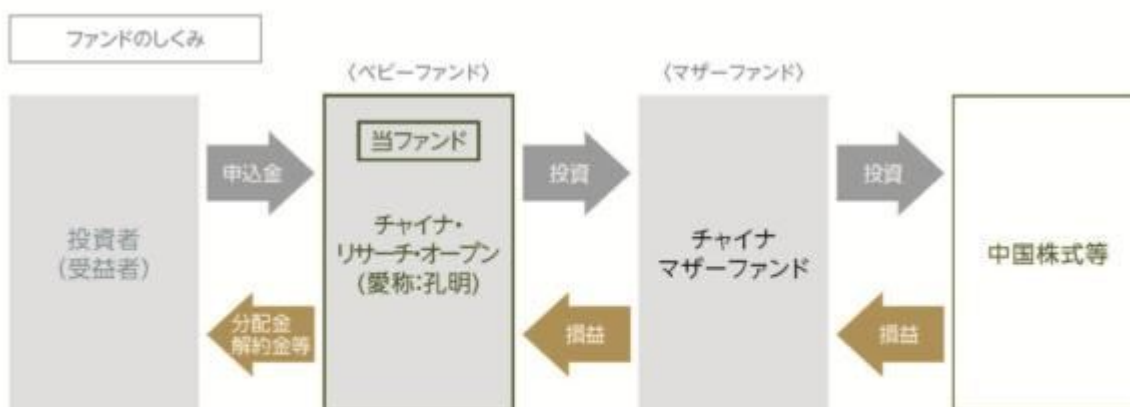 ファンドのしくみ
〈ベビーファンド〉
〈マザーファンド〉
投資者
(受益者)
申込金
分配金
解約金等
当ファンド
チャイナ・
リサーチ・オープン
(愛称:孔明)
投資
損益
チャイナ
マザーファンド
投資
損益
中国株式等